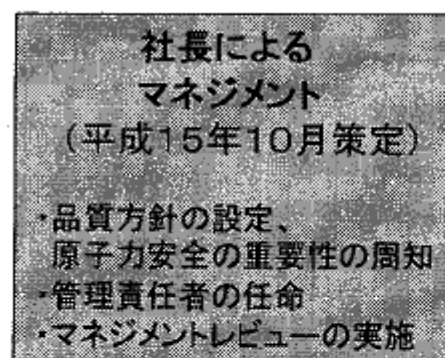 社長による
マネジメント
（平成15年10月策定）
・品質方針の設定、
原子力安全の重要性の周知
・管理責任者の任命
・マネジメントレビューの実施